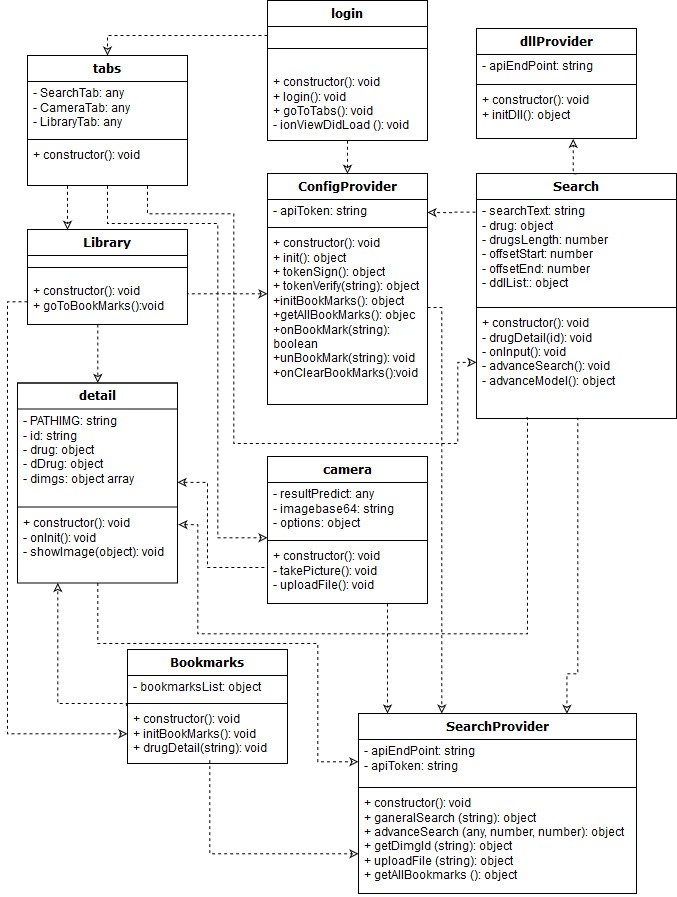 login
+ constructor(): void
+ login(): void
+ goToTabs(): void
- ionViewDidLoad (): void
dllProvider
- apiEndPoint: string
+ constructor(): void
+ initDll(): object
tabs
- SearchTab: any
- CameraTab: any
- LibraryTab: any
+ constructor(): void
ConfigProvider
- apiToken: string
+ constructor(): void
+ init(): object
+ tokenSign(): object
+ tokenVerify(string): object
+initBookMarks(): object
+getAllBookMarks(): objec
+onBookMark(string):
boolean
+unBookMark(string): void
+onClearBookMarks():void
Search
- searchText: string
- drug: object
- drugsLength: number
- offsetStart: number
- offsetEnd: number
- ddlList:: object
+ constructor(): void
- drugDetail(id): void
- onInput(): void
- advanceSearch(): void
- advanceModel(): object
Library
+ constructor(): void
+ goToBookMarks():void
detail
- PATHIMG: string
- id: string
- drug: object
- dDrug: object
- dimgs: object array
+ constructor(): void
- onInit(): void
- showImage(object): void
camera
- resultPredict: any
- imagebase64: string
- options: object
+ constructor(): void
- takePicture(): void
- uploadFile(): void
Bookmarks
- bookmarksList: object
+ constructor(): void
+ initBookMarks(): void
+ drugDetail(string): void
SearchProvider
- apiEndPoint: string
- apiToken: string
+ constructor(): void
+ ganeralSearch (string): object
+ advanceSearch (any, number, number): object
+ getDimgId (string): object
+ uploadFile (string): object
+ getAllBookmarks (): object